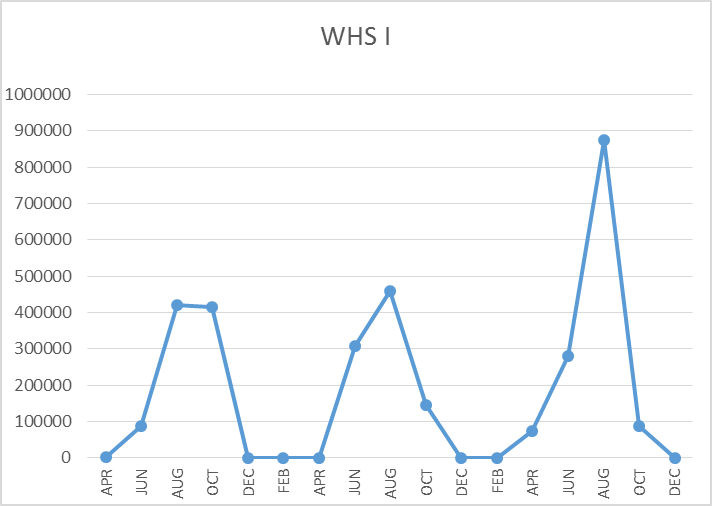 WHS I
1000000
900000
800000
700000
600000
500000
400000
300000
200000
100000
0
APR
JUN
AUG
OCT
DEC
FEB
APR
JUN
AUG
OCT
DEC
FEB
APR
JUN
AUG
OCT
DEC